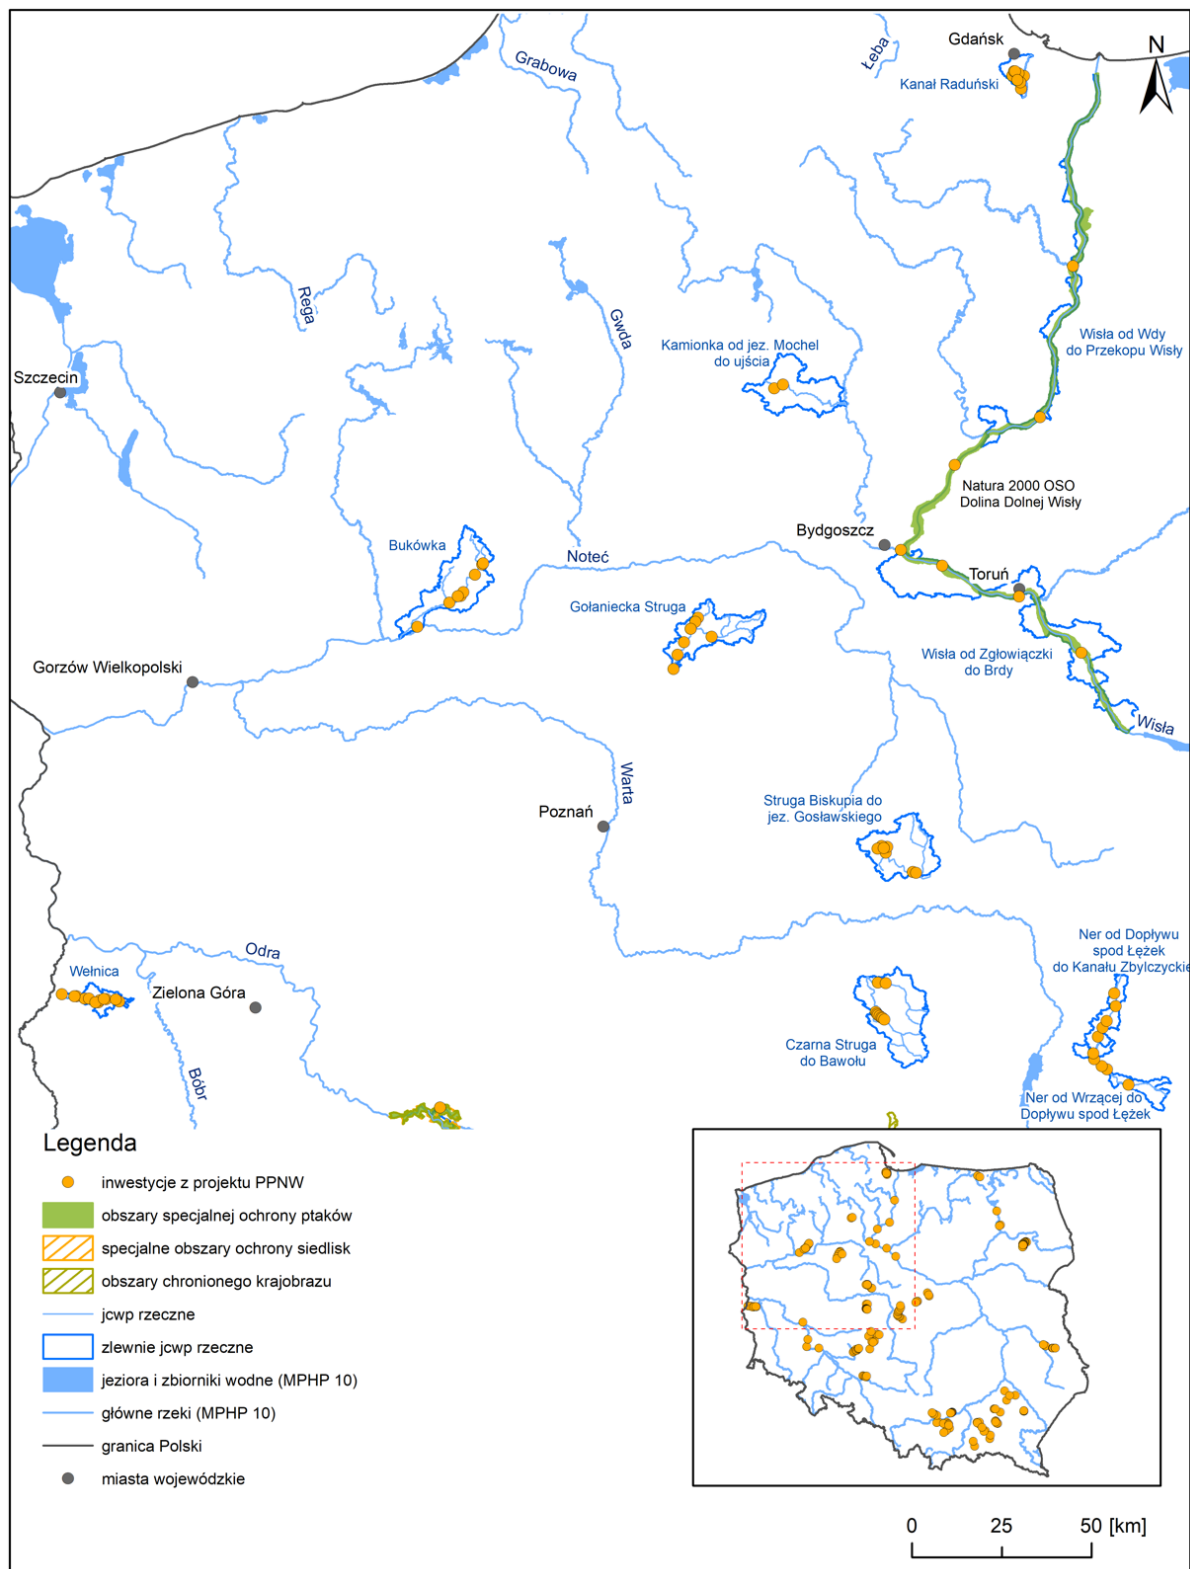 Gdańsk
N
Łeba
Grabowa
Kanał Raduński
Rega
Gwda
Wisła od Wdy
do Przekopu Wisły
Kamionka od jez. Mochel
do ujścia
Szczecin
Natura 2000 OSO
Dolina Dolnej Wisły
Bydgoszcz
Bukówka
Noteć
Toruń
Gołaniecka Struga
Wisła od Zgłowiączki
do Brdy
Gorzów Wielkopolski
Wisła
Warta
Struga Biskupia do
jez. Gosławskiego
Poznań
Odra
Ner od Dopływu
spod Łężek
do Kanału Zbylczyckie
Wełnica
Zielona Góra
Czarna Struga
do Bawołu
Bóbr
Ner od Wrzącej do
Dopływu spod Łężek
Legenda
inwestycje z projektu PPNW
obszary specjalnej ochrony ptaków
specjalne obszary ochrony siedlisk
obszary chronionego krajobrazu
jcwp rzeczne
zlewnie jcwp rzeczne
jeziora i zbiorniki wodne (MPHP 10)
główne rzeki (MPHP 10)
granica Polski
miasta wojewódzkie
0 25 50 [km]